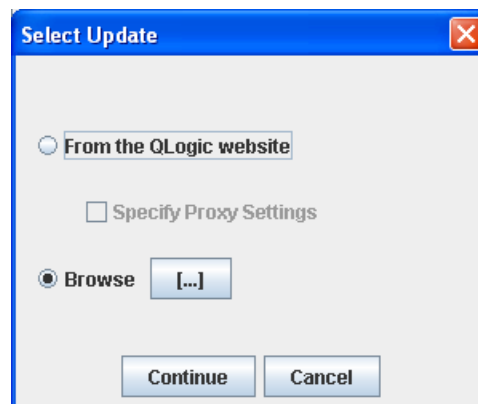 Select Update
From the QLogic website
Specify Proxy Settings
Browse [...]
Continue Cancel